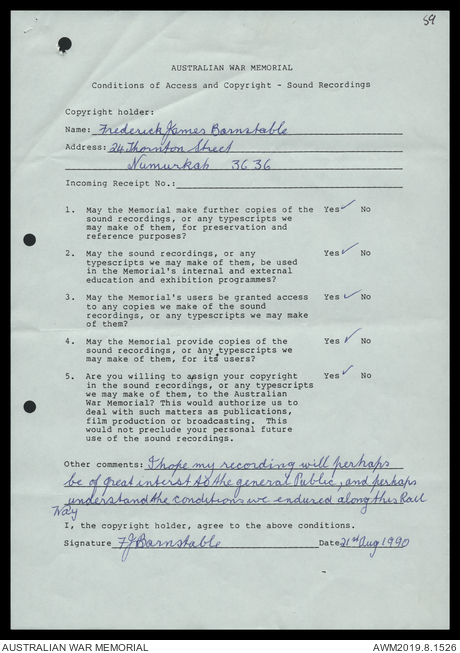 59
AUSTRALIAN WAR MEMORIAL
Conditions of Access and Copyright - Sound Recordings
Copyright holder:
Name: Frederick James Barnstable
Address: 24 Thornton Street
Numurkah 3636
Incoming Receipt No.:
1. May the Memorial make further copies of the Yes✓ No
sound recordings, or any typescripts we
may make of them, for preservation and
reference purposes?
2. May the sound recordings, or any Yes✓ No
typescripts we may make of them, be used
in the Memorial's internal and external
education and exhibition programmes?
3. May the Memorial's users be granted access Yes✓ No
to any copies we make of the sound
recordings, or any typescripts we may make
of them?
4. May the Memorial provide copies of the Yes✓ No
sound recordings, or any typescripts we
may make of them, for its users?
5. Are you willing to assign your copyright Yes✓ No
in the sound recordings, or any typescripts
we may make of them, to the Australian
War Memorial? This would authorize us to
deal with such matters as publications,
film production or broadcasting. This
would not preclude your personal future
use of the sound recordings.
Other comments: I hope my recording will perhaps
be of great interst to the general Public, and perhaps
understand the conditions we endured along this Rail
Way
I, the copyright holder, agree to the above conditions.
Signature FJ Barnstable Date 21st Aug 1990
AUSTRALIAN WAR MEMORIAL AWM2019.8.1526